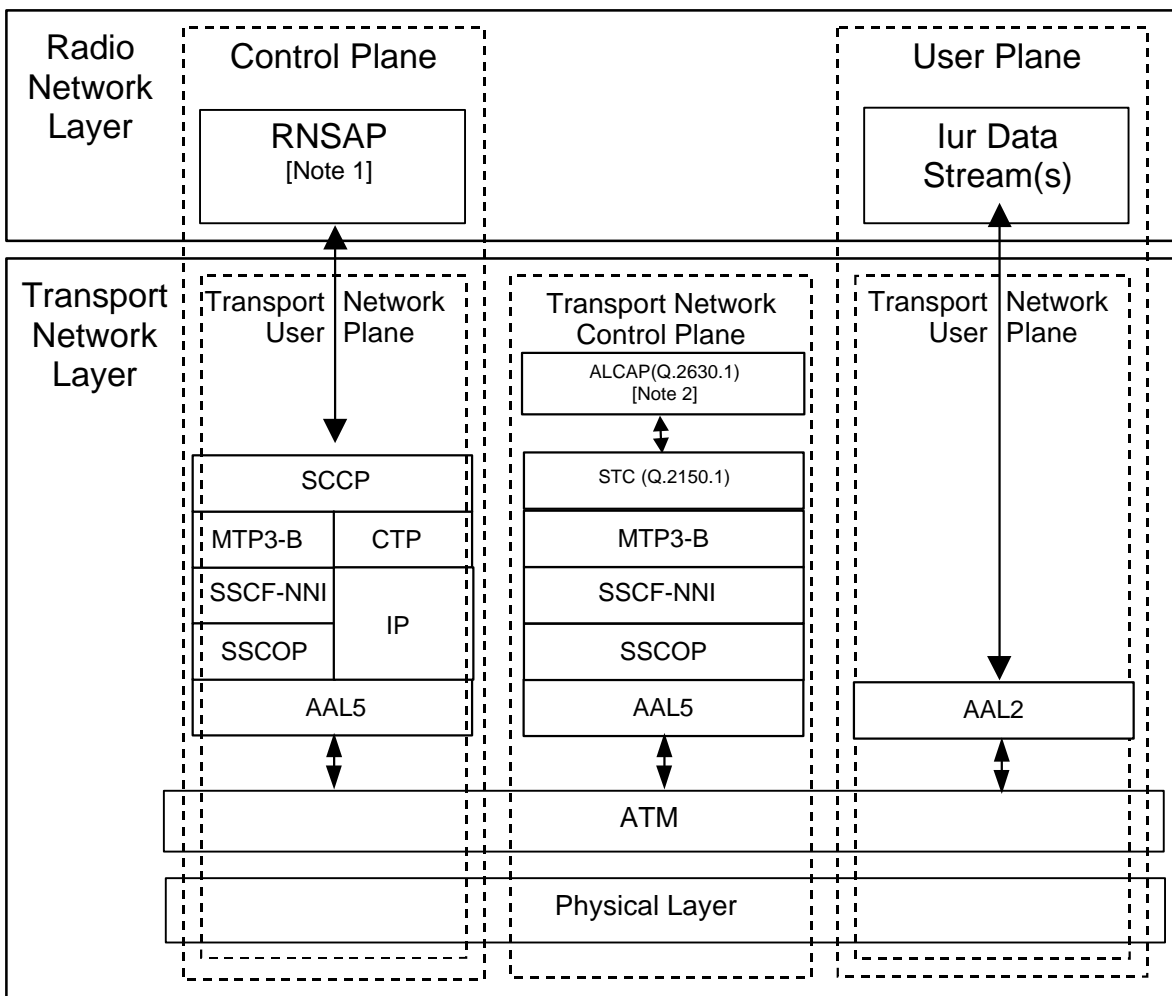 Radio
Network
Layer
Control Plane
RNSAP
[Note 1]
User Plane
Iur Data
Stream(s)
Transport
Network
Layer
Transport Network
User Plane
Transport Network
Control Plane
Transport Network
User Plane
ALCAP(Q.2630.1)
[Note 2]
SCCP
STC (Q.2150.1)
MTP3-B
CTP
MTP3-B
SSCF-NNI
IP
SSCF-NNI
SSCOP
SSCOP
AAL5
AAL5
AAL2
ATM
Physical Layer